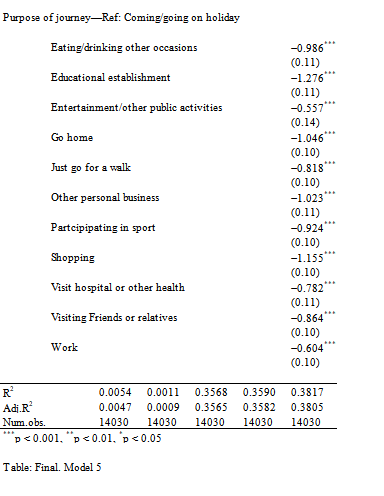 Purpose of journey—Ref: Coming/going on holiday
Eating/drinking other occasions −0.986***
(0.11)
Educational establishment −1.276***
(0.11)
Entertainment/other public activities −0.557***
(0.14)
Go home −1.046***
(0.10)
Just go for a walk −0.818***
(0.10)
Other personal business −1.023***
(0.11)
Partcipipating in sport −0.924***
(0.10)
Shopping −1.155***
(0.10)
Visit hospital or other health −0.782***
(0.11)
Visiting Friends or relatives −0.864***
(0.10)
Work −0.604***
(0.10)
R² 0.0054 0.0011 0.3568 0.3590 0.3817
Adj.R² 0.0047 0.0009 0.3565 0.3582 0.3805
Num.obs. 14030 14030 14030 14030 14030
***p < 0.001, **p < 0.01, *p < 0.05
Table: Final. Model 5